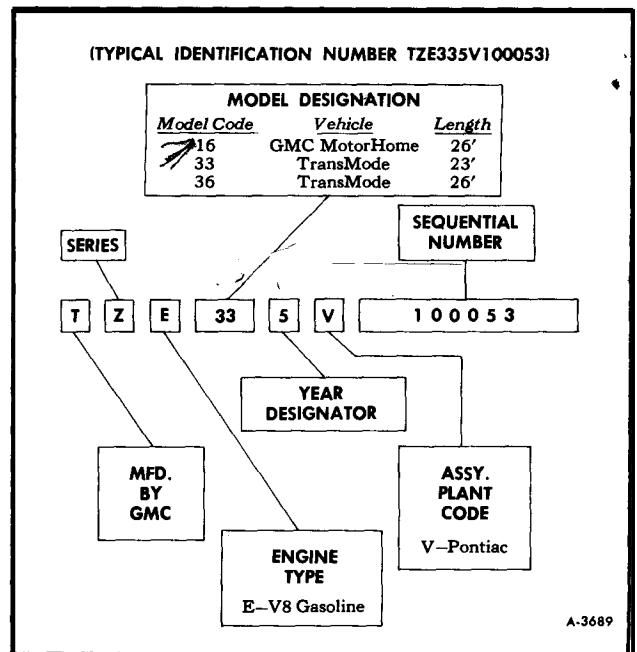 (TYPICAL IDENTIFICATION NUMBER TZE335V100053)
MODEL DESIGNATION
Model Code Vehicle Length
16 GMC MotorHome 26′
33 TransMode 23′
36 TransMode 26′
SERIES
SEQUENTIAL
NUMBER
T Z E 33 5 V 100053
YEAR
DESIGNATOR
MFD.
BY
GMC
ASSY.
PLANT
CODE
V–Pontiac
ENGINE
TYPE
E–V8 Gasoline
A-3689